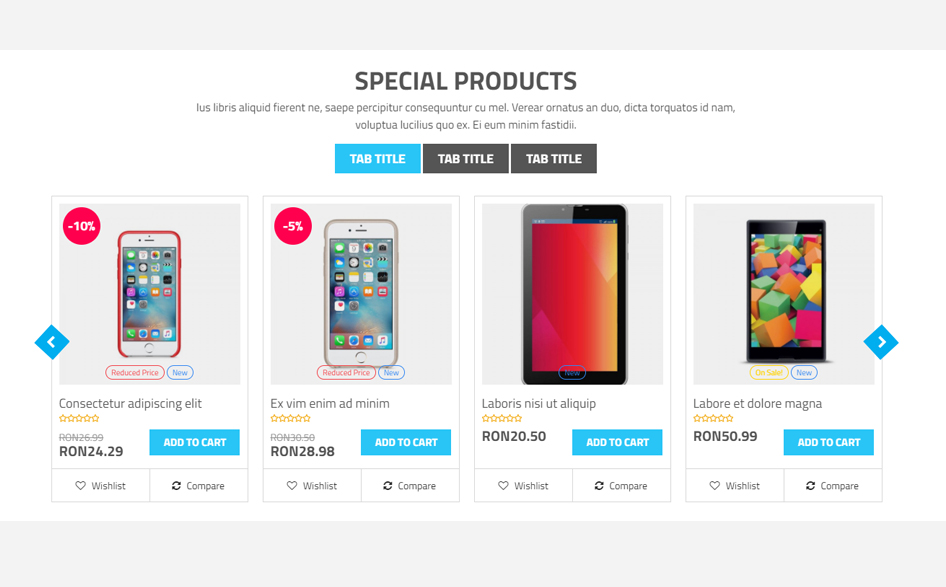 SPECIAL PRODUCTS
Ius libris aliquid fierent ne, saepe percipitur consequuntur cu mel. Verear ornatus an duo, dicta torquatos id nam,
voluptua lucilius quo ex. Ei eum minim fastidii.
TAB TITLE TAB TITLE TAB TITLE
-10%
Reduced Price New
Consectetur adipiscing elit
RON26.99
RON24.29
ADD TO CART
Wishlist Compare
-5%
Reduced Price New
Ex vim enim ad minim
RON30.50
RON28.98
ADD TO CART
Wishlist Compare
New
Laboris nisi ut aliquip
RON20.50
ADD TO CART
Wishlist Compare
On Sale! New
Labore et dolore magna
RON50.99
ADD TO CART
Wishlist Compare